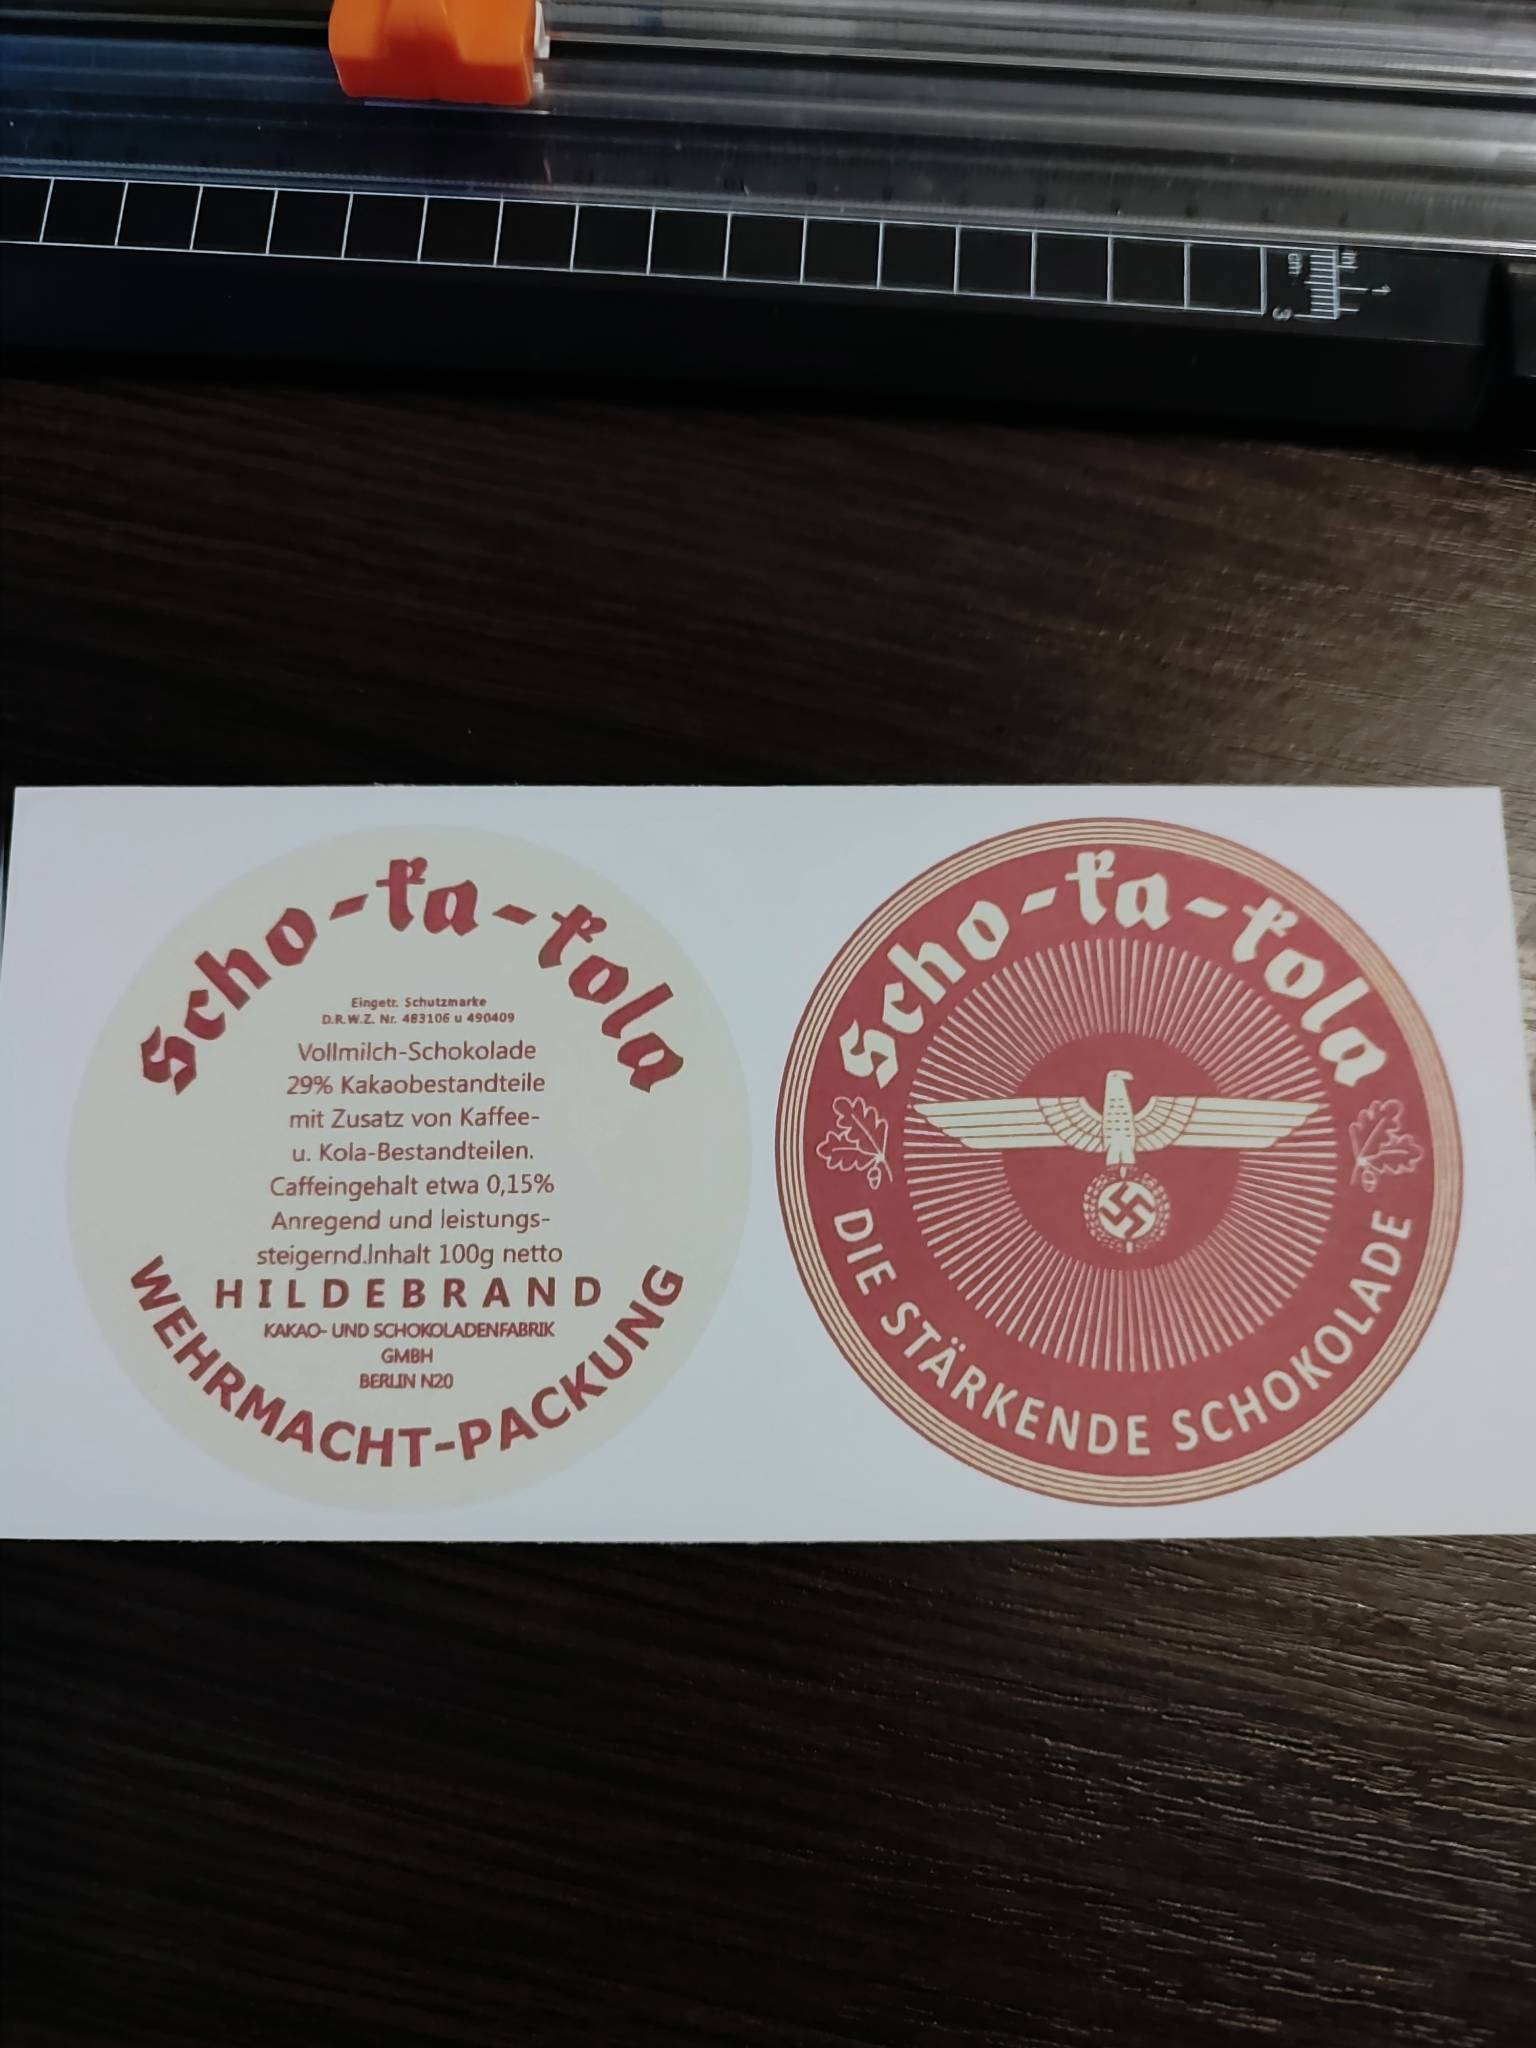 Scho-ka-kola
Eingetr. Schutzmarke
D.R.W.Z. Nr. 483106 u 490409
Vollmilch-Schokolade
29% Kakaobestandteile
mit Zusatz von Kaffee-
u. Kola-Bestandteilen.
Caffeingehalt etwa 0,15%
Anregend und leistungs-
steigernd.Inhalt 100g netto
HILDEBRAND
KAKAO- UND SCHOKOLADENFABRIK
GMBH
BERLIN N20
WEHRMACHT-PACKUNG
Scho-ka-kola
DIE STÄRKENDE SCHOKOLADE